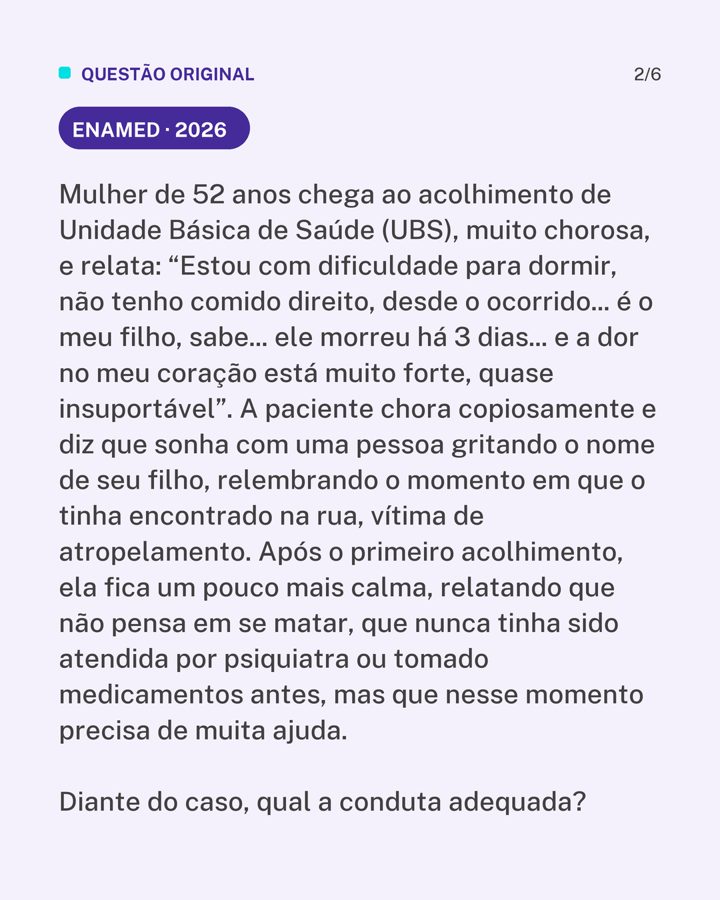 QUESTÃO ORIGINAL
2/6
ENAMED · 2026
Mulher de 52 anos chega ao acolhimento de
Unidade Básica de Saúde (UBS), muito chorosa,
e relata: “Estou com dificuldade para dormir,
não tenho comido direito, desde o ocorrido... é o
meu filho, sabe... ele morreu há 3 dias... e a dor
no meu coração está muito forte, quase
insuportável”. A paciente chora copiosamente e
diz que sonha com uma pessoa gritando o nome
de seu filho, relembrando o momento em que o
tinha encontrado na rua, vítima de
atropelamento. Após o primeiro acolhimento,
ela fica um pouco mais calma, relatando que
não pensa em se matar, que nunca tinha sido
atendida por psiquiatra ou tomado
medicamentos antes, mas que nesse momento
precisa de muita ajuda.
Diante do caso, qual a conduta adequada?